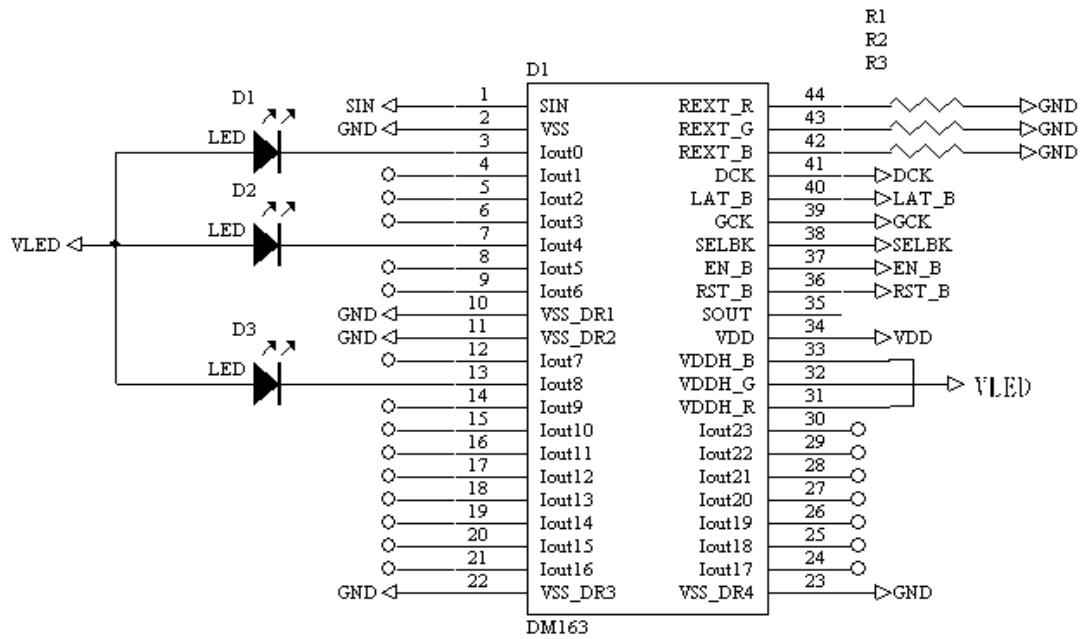 R1
R2
R3
D1
D1
LED
D2
LED
VLED
D3
LED
SIN 1 SIN REXT_R 44 GND
GND 2 VSS REXT_G 43 GND
3 Iout0 REXT_B 42 GND
4 Iout1 DCK 41 DCK
5 Iout2 LAT_B 40 LAT_B
6 Iout3 GCK 39 GCK
7 Iout4 SELBK 38 SELBK
8 Iout5 EN_B 37 EN_B
9 Iout6 RST_B 36 RST_B
GND 10 VSS_DR1 SOUT 35
GND 11 VSS_DR2 VDD 34 VDD
12 Iout7 VDDH_B 33
13 Iout8 VDDH_G 32 VLED
14 Iout9 VDDH_R 31
15 Iout10 Iout23 30
16 Iout11 Iout22 29
17 Iout12 Iout21 28
18 Iout13 Iout20 27
19 Iout14 Iout19 26
20 Iout15 Iout18 25
21 Iout16 Iout17 24
GND 22 VSS_DR3 VSS_DR4 23 GND
DM163